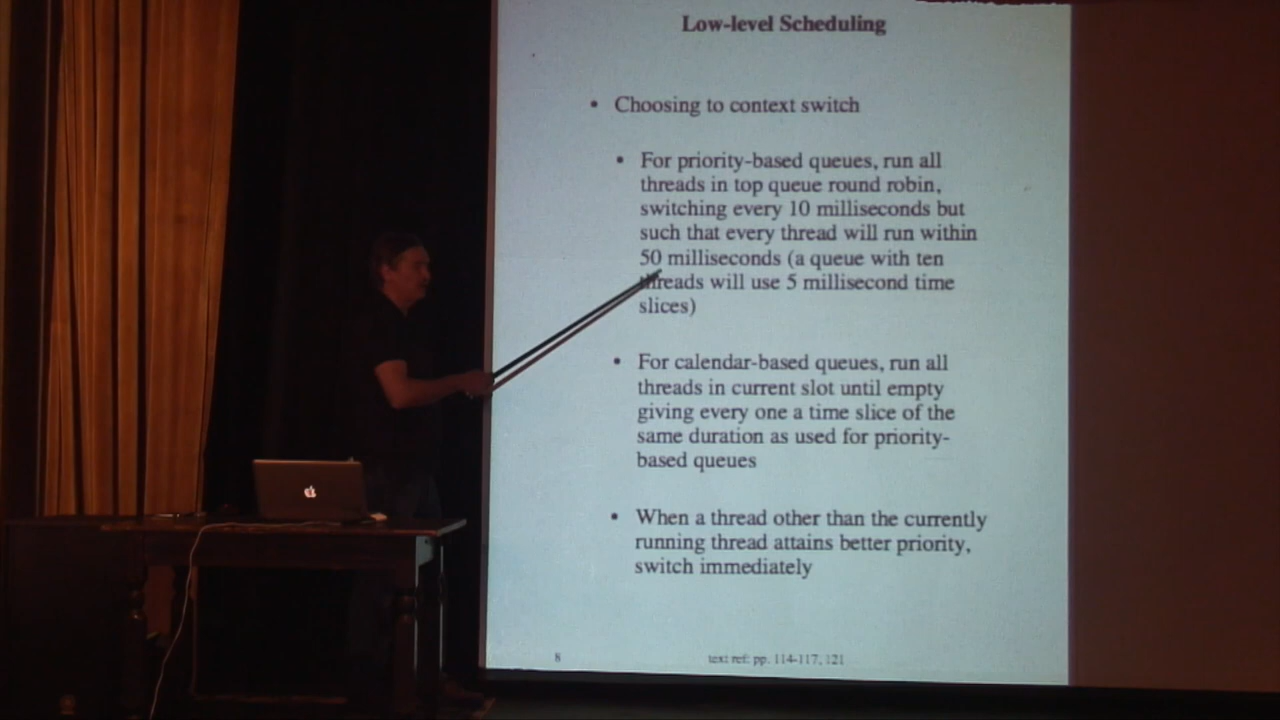 Low-level Scheduling
• Choosing to context switch
• For priority-based queues, run all
threads in top queue round robin,
switching every 10 milliseconds but
such that every thread will run within
50 milliseconds (a queue with ten
threads will use 5 millisecond time
slices)
• For calendar-based queues, run all
threads in current slot until empty
giving every one a time slice of the
same duration as used for priority-
based queues
• When a thread other than the currently
running thread attains better priority,
switch immediately
8
text ref: pp. 114-117, 121